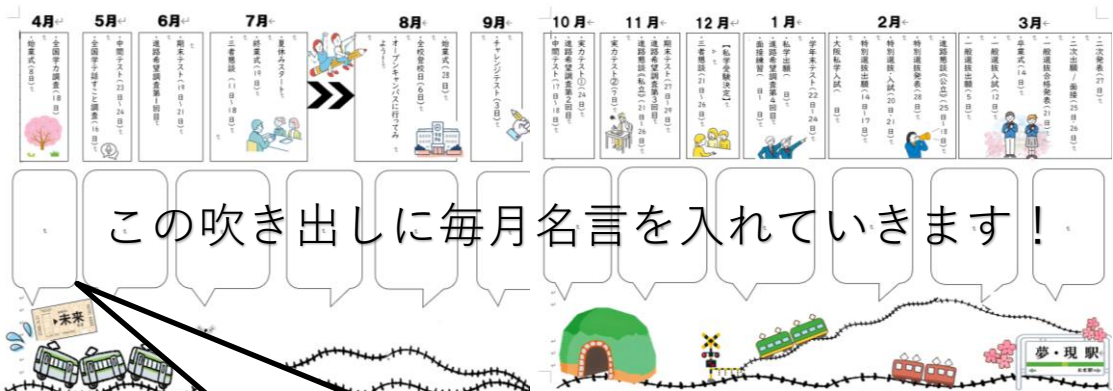 4月
・全国学力調査(18日)
・始業式(8日)
5月
・中間テスト(23日~24日)
・全国学テ話すこと調査(16日)
6月
・期末テスト(19日~21日)
・進路希望調査第1回目
7月
・夏休みスタート
・終業式(19日)
・三者懇談(11日~18日)
8月
・始業式(28日)
・全校登校日(6日)
・オープンキャンパスに行ってみよう!
9月
・チャレンジテスト(3日)
10月
・実力テスト①(24日)
・進路希望調査第2回目
・中間テスト(17日~18日)
11月
・期末テスト(27日~29日)
・進路希望調査第3回目
・進路懇談《私立》(21日~26日)
・実力テスト②(7日)
12月
【私学受験決定】
・三者懇談(21日~26日)
1月
・学年末テスト(22日~24日)
・私学出願( 日)
・進路希望調査第4回目
・面接練習( 日~ 日)
2月
・進路懇談《公立》(25日~
・特別選抜発表(28日)
・特別選抜・入試(20日・21日)
・特別選抜出願(14日~17日)
・大阪私学入試( 日)
3月
・二次発表(27日)
・二次出願/面接(25日・26日)
・一般選抜合格発表(21日)
・卒業式(14日)
・一般選抜入試(12日)
・一般選抜出願(5日)
この吹き出しに毎月名言を入れていきます!
未来
夢・現 駅